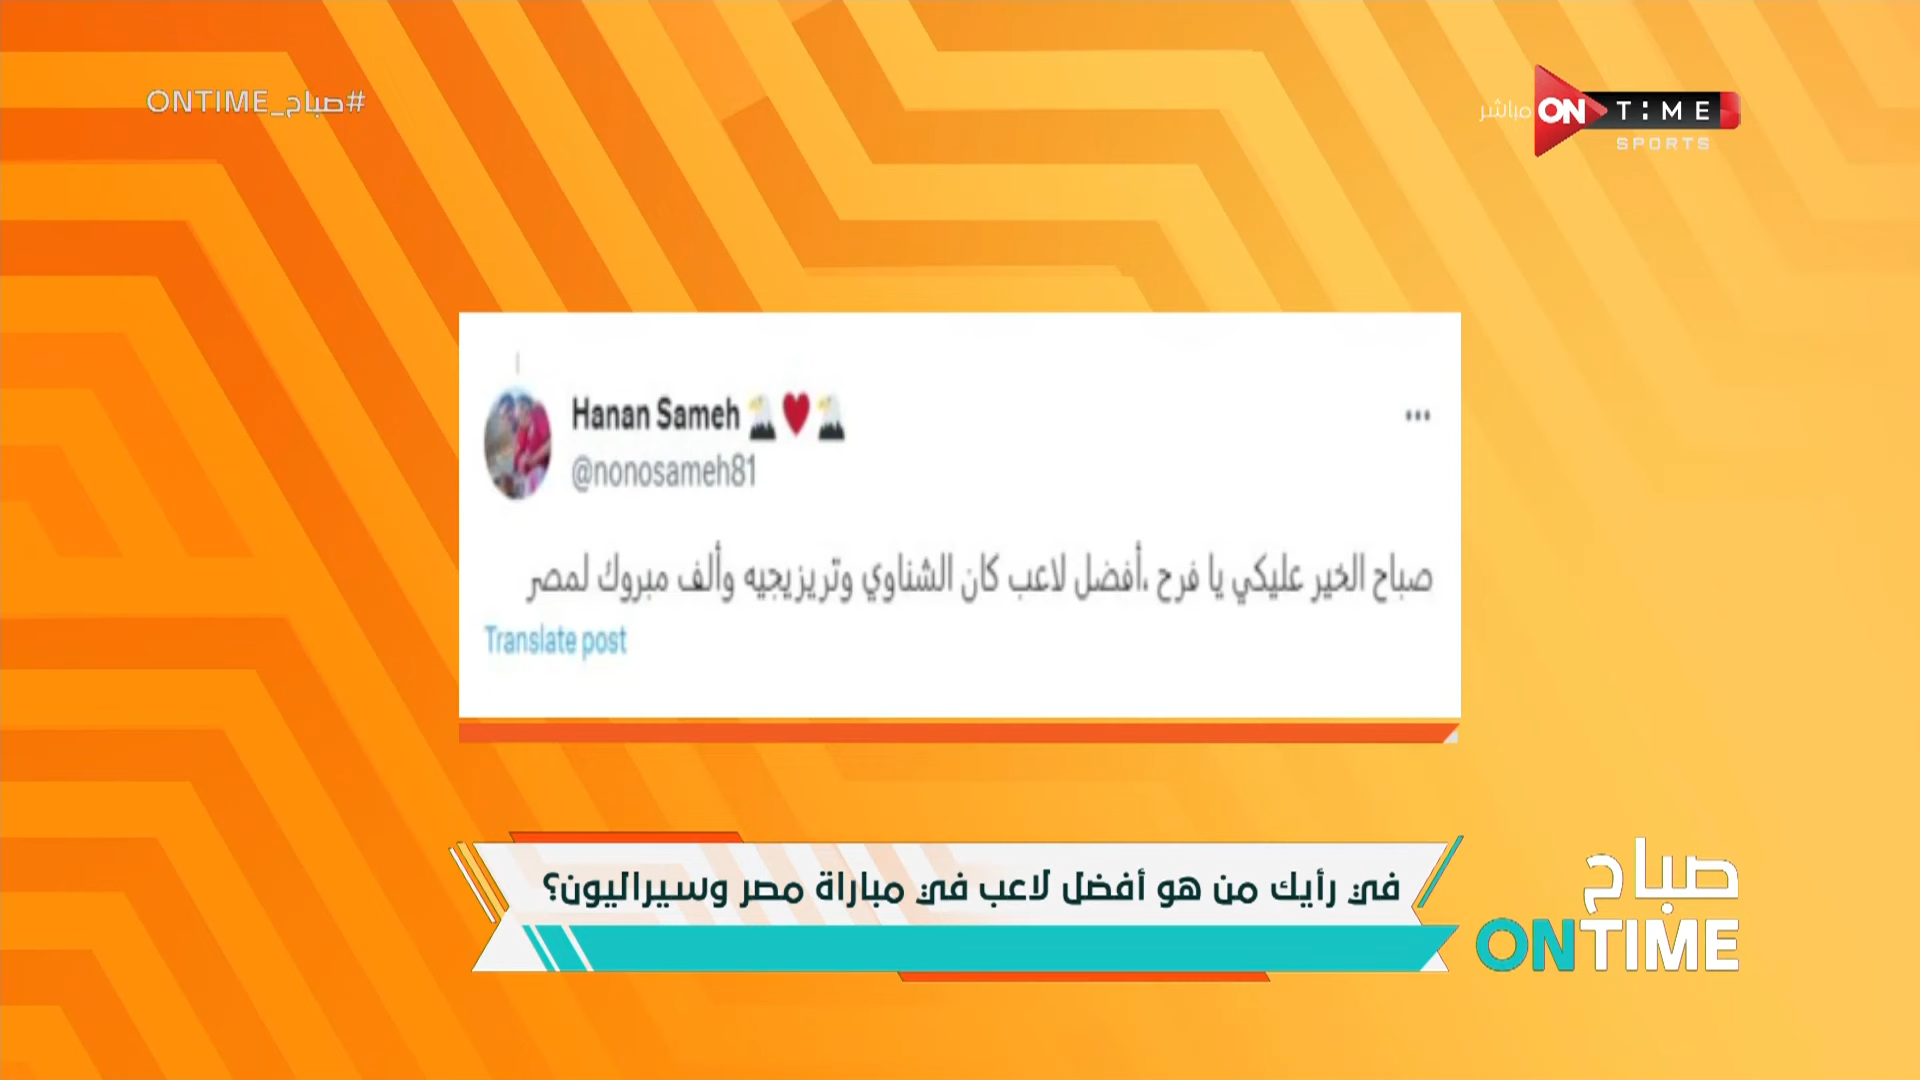 #صباح_ONTIME
مباشر ON TIME
SPORTS
Hanan Sameh
@nonosameh81
صباح الخير عليكي يا فرح ،أفضل لاعب كان الشناوي وتريزيجيه وألف مبروك لمصر
Translate post
في رأيك من هو أفضل لاعب في مباراة مصر وسيراليون؟
صباح
ONTIME